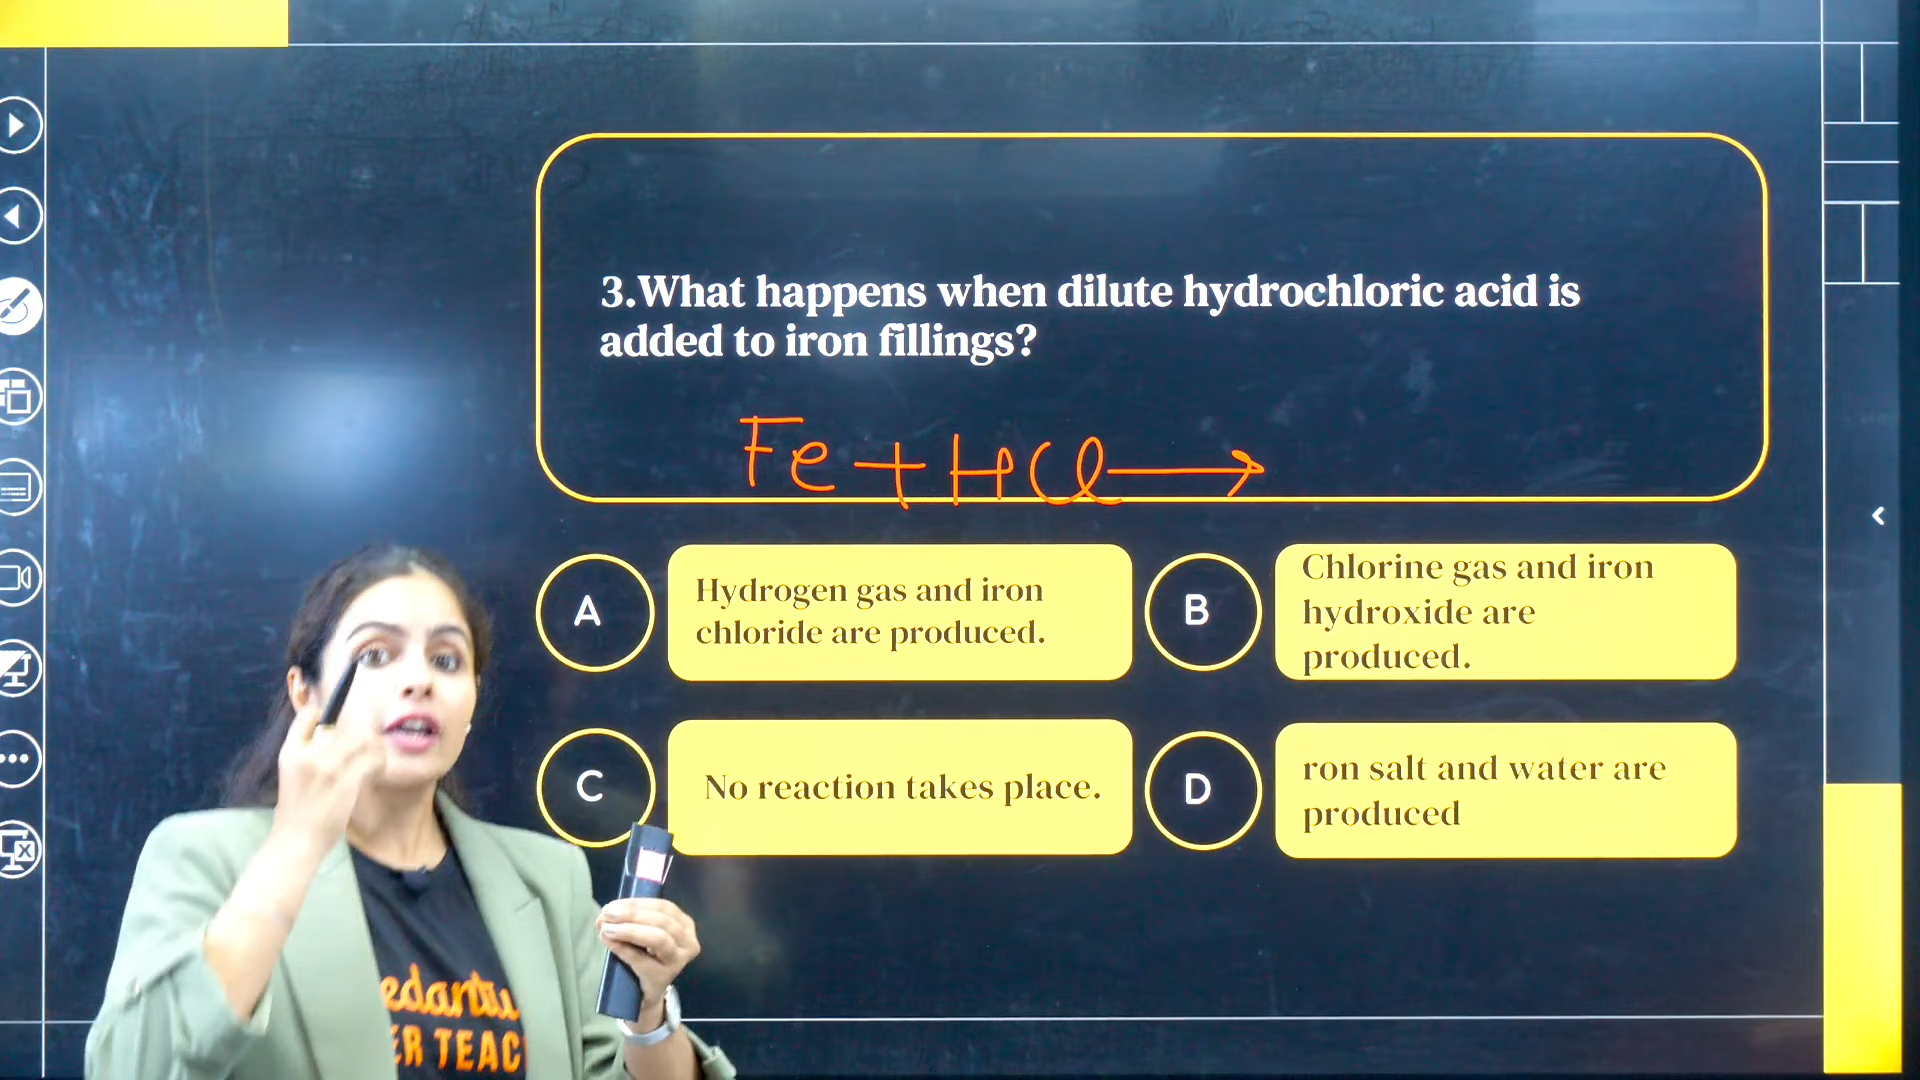 3.What happens when dilute hydrochloric acid is
added to iron fillings?
Fe + HCl →
A
Hydrogen gas and iron
chloride are produced.
B
Chlorine gas and iron
hydroxide are
produced.
C
No reaction takes place.
D
ron salt and water are
produced
edantu
ER TEAC